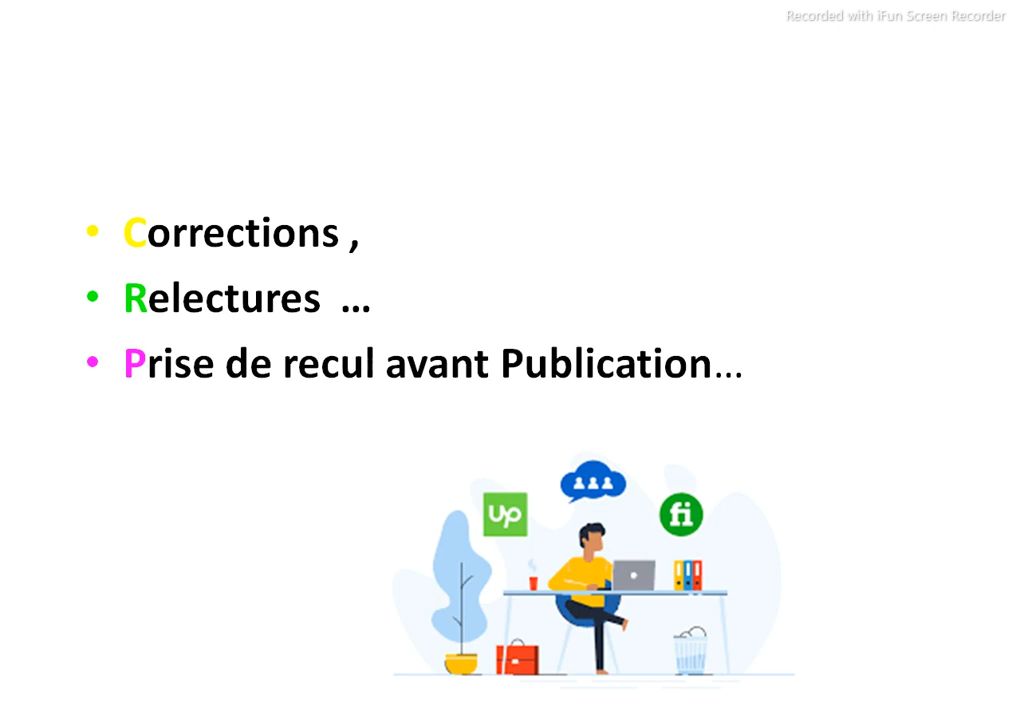 Recorded with iFun Screen Recorder
• Corrections ,
• Relectures ...
• Prise de recul avant Publication...
Up
fi